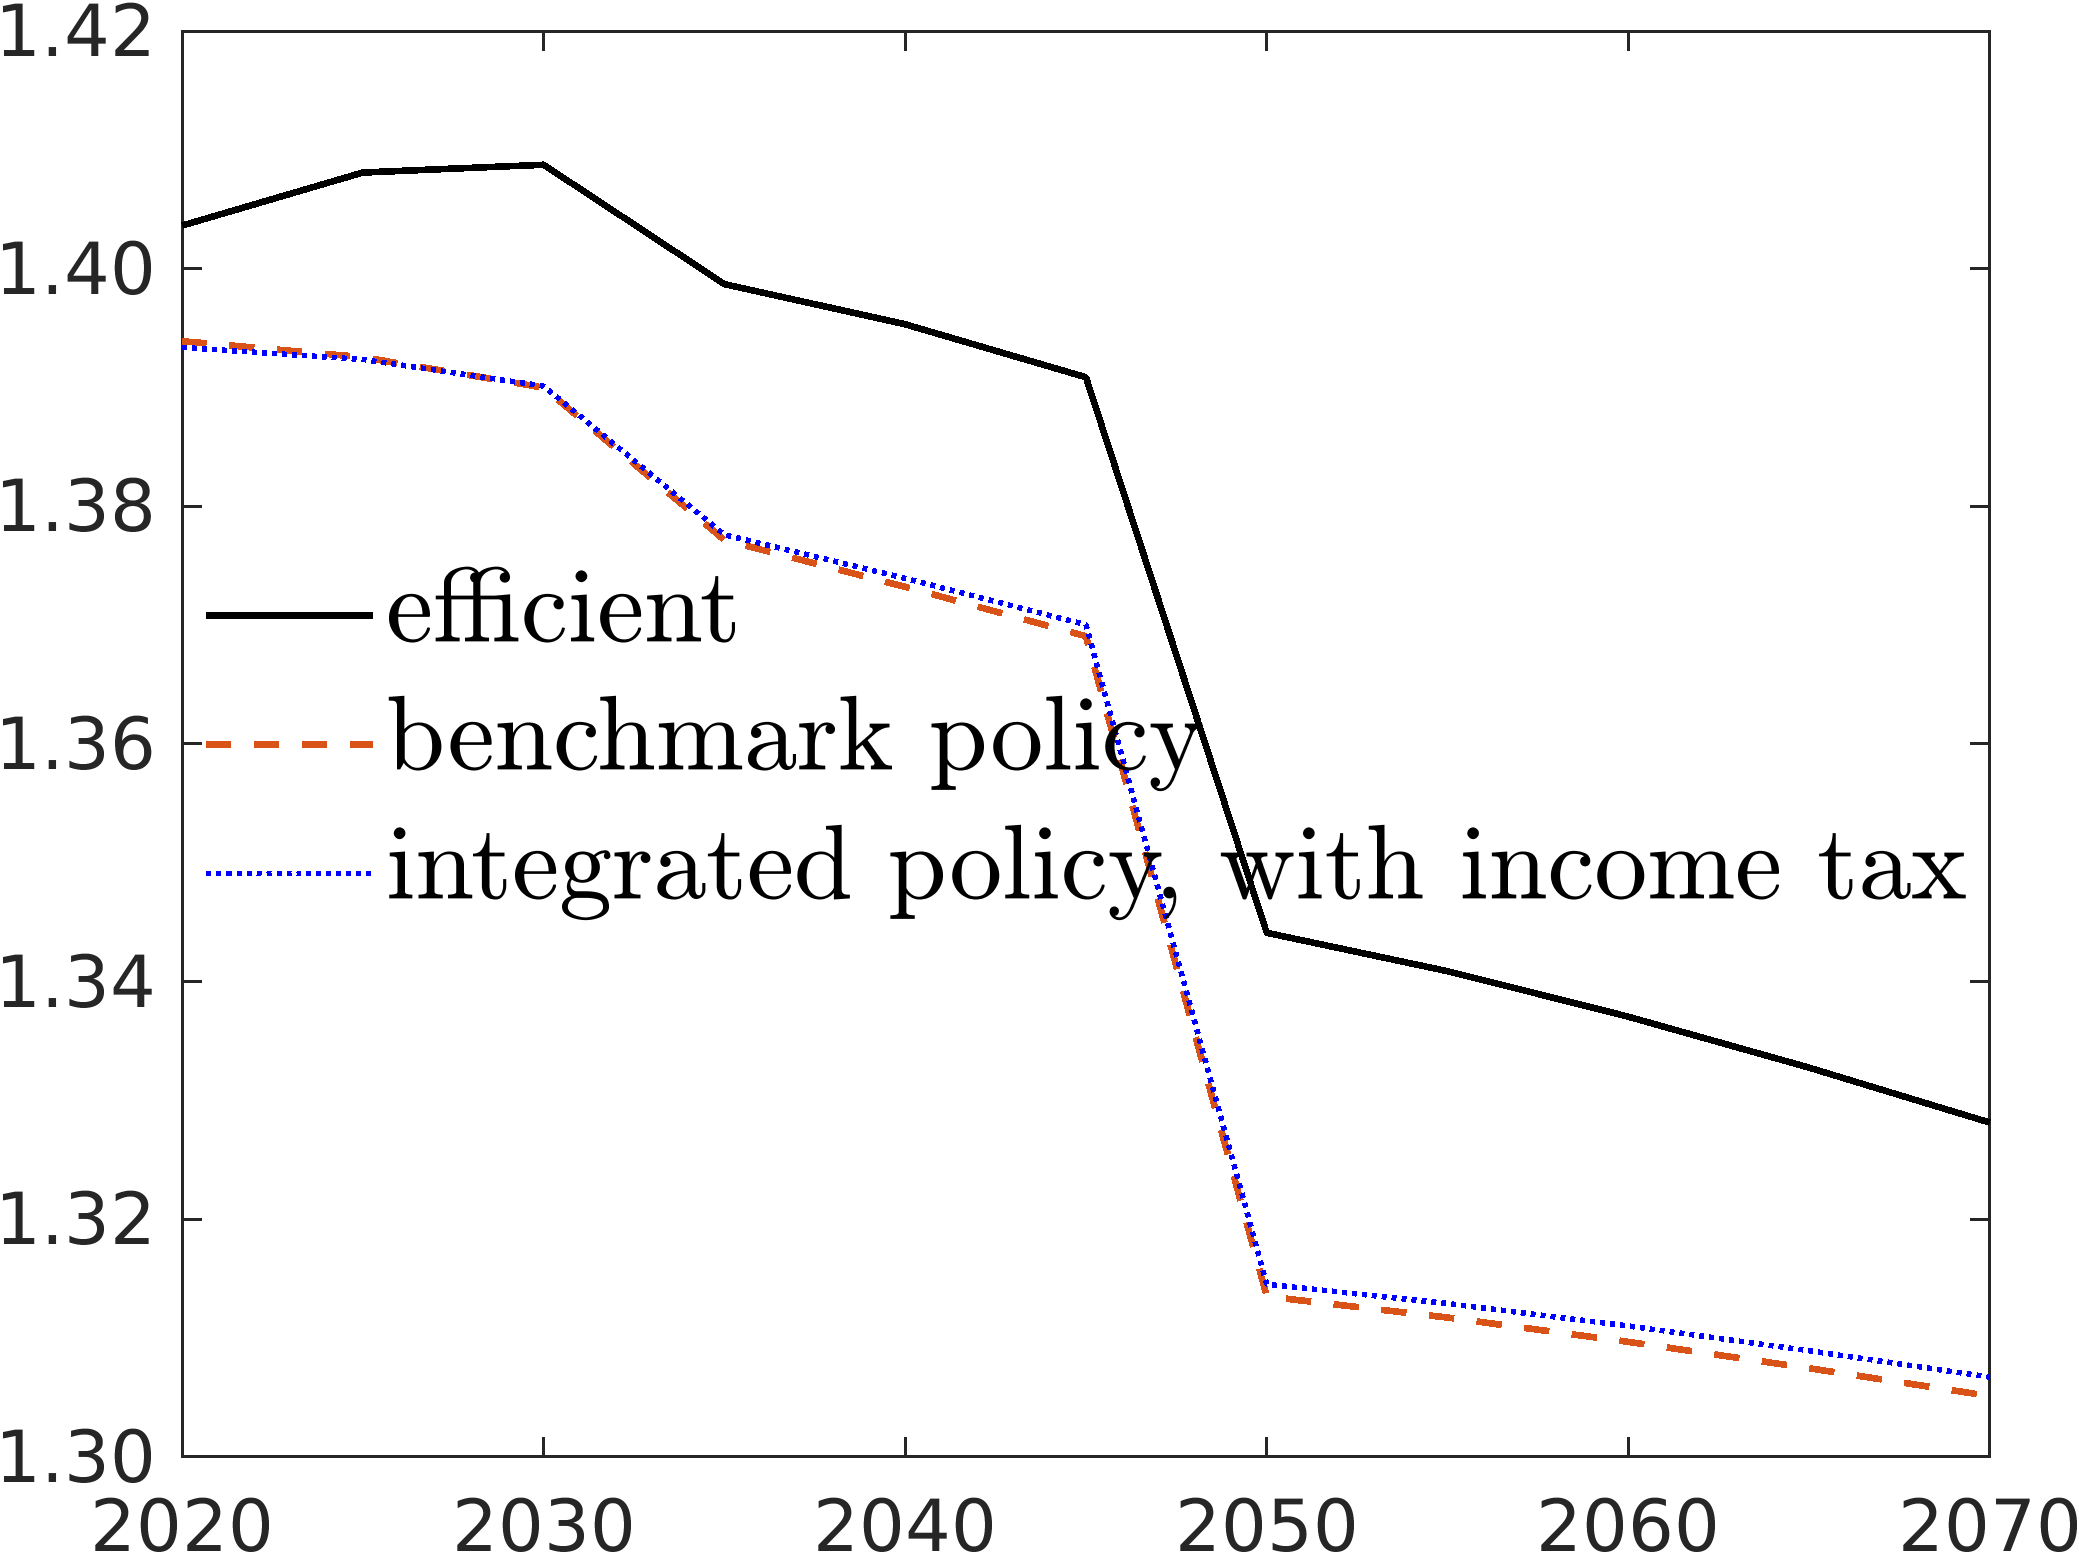 1.42
1.40
1.38
1.36
1.34
1.32
1.30
efficient
benchmark policy
integrated policy, with income tax
2020 2030 2040 2050 2060 2070